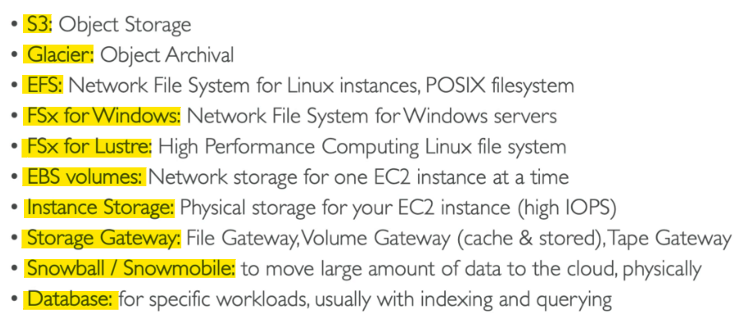 • S3: Object Storage
• Glacier: Object Archival
• EFS: Network File System for Linux instances, POSIX filesystem
• FSx for Windows: Network File System for Windows servers
• FSx for Lustre: High Performance Computing Linux file system
• EBS volumes: Network storage for one EC2 instance at a time
• Instance Storage: Physical storage for your EC2 instance (high IOPS)
• Storage Gateway: File Gateway, Volume Gateway (cache & stored), Tape Gateway
• Snowball / Snowmobile: to move large amount of data to the cloud, physically
• Database: for specific workloads, usually with indexing and querying